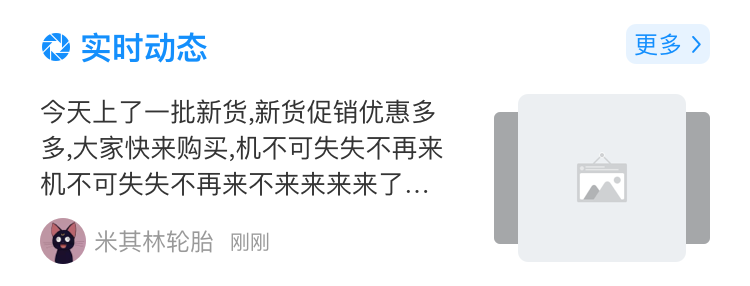 实时动态
更多
今天上了一批新货,新货促销优惠多
多,大家快来购买,机不可失失不再来
机不可失失不再来不来来来来了...
米其林轮胎 刚刚